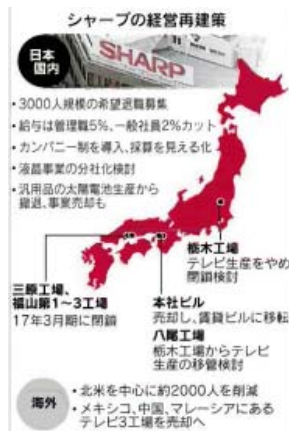 シャープの経営再建策
日本
国内
SHARP
・3000人規模の希望退職募集
・給与は管理職5%、一般社員2%カット
・カンパニー制を導入、採算を見える化
・液晶事業の分社化検討
・汎用品の太陽電池生産から
撤退、事業売却も
栃木工場
テレビ生産をやめ
閉鎖検討
三原工場、
福山第1〜3工場
17年3月期に閉鎖
本社ビル
売却し、賃貸ビルに移転
八尾工場
栃木工場からテレビ
生産の移管検討
海外
・北米を中心に約2000人を削減
・メキシコ、中国、マレーシアにある
テレビ3工場を売却へ